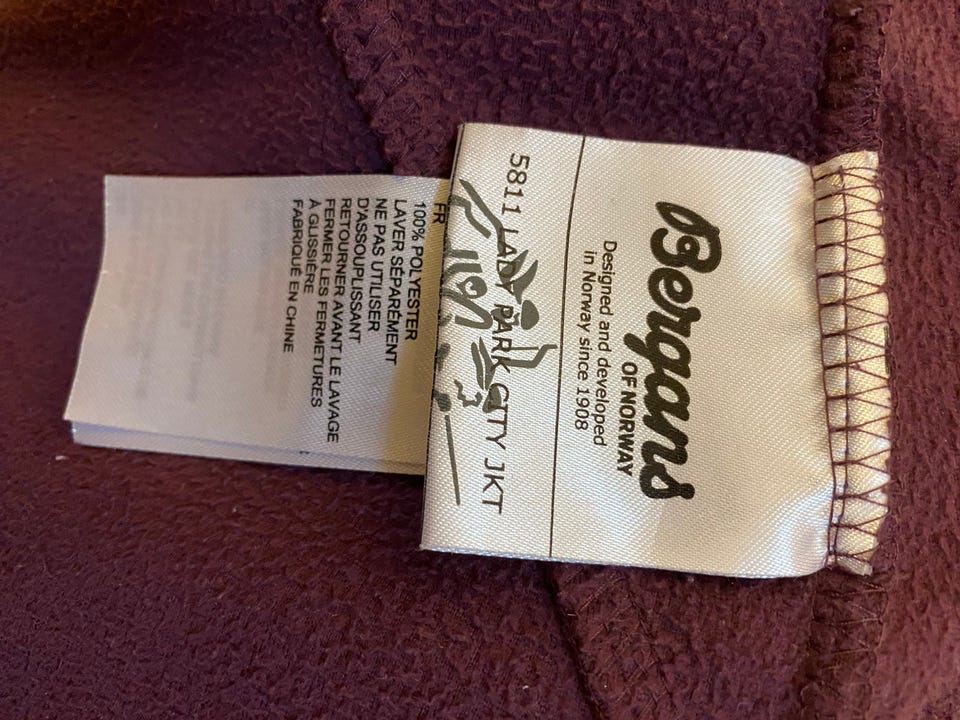 Bergans
OF NORWAY
Designed and developed
in Norway since 1908
5811 LADY PARK CITY JKT
FR
100% POLYESTER
LAVER SÉPARÉMENT
NE PAS UTILISER
D'ASSOUPLISSANT
RETOURNER AVANT LE LAVAGE
FERMER LES FERMETURES
À GLISSIÈRE
FABRIQUÉ EN CHINE